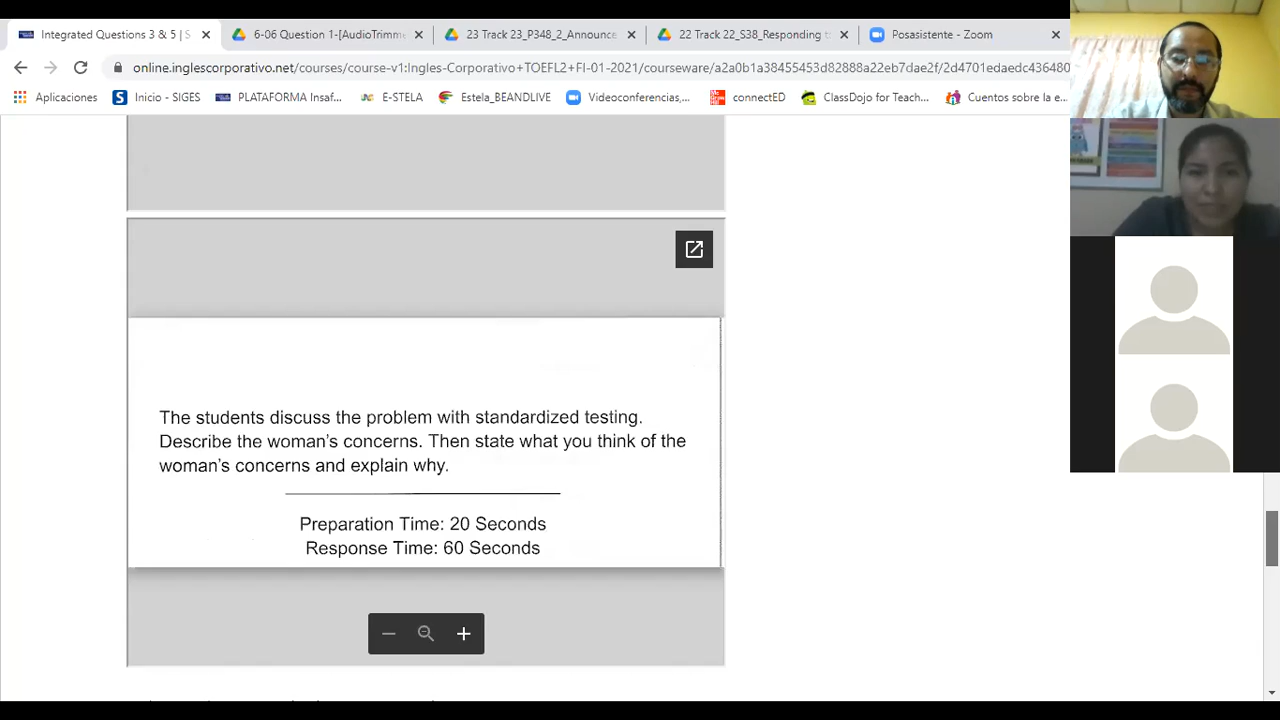 Integrated Questions 3 & 5 | S
6-06 Question 1-[AudioTrimme
23 Track 23_P348_2_Announce
22 Track 22_S38_Responding t
Posasistente - Zoom
online.inglescorporativo.net/courses/course-v1:Ingles-Corporativo+TOEFL2+FI-01-2021/courseware/a2a0b1a38455453d82888a22eb7dae2f/2d4701edaedc436480
Aplicaciones
Inicio - SIGES
PLATAFORMA Insaf...
E-STELA
Estela_BEANDLIVE
Videoconferencias,...
connectED
ClassDojo for Teach...
Cuentos sobre la e...
The students discuss the problem with standardized testing.
Describe the woman's concerns. Then state what you think of the
woman's concerns and explain why.
Preparation Time: 20 Seconds
Response Time: 60 Seconds